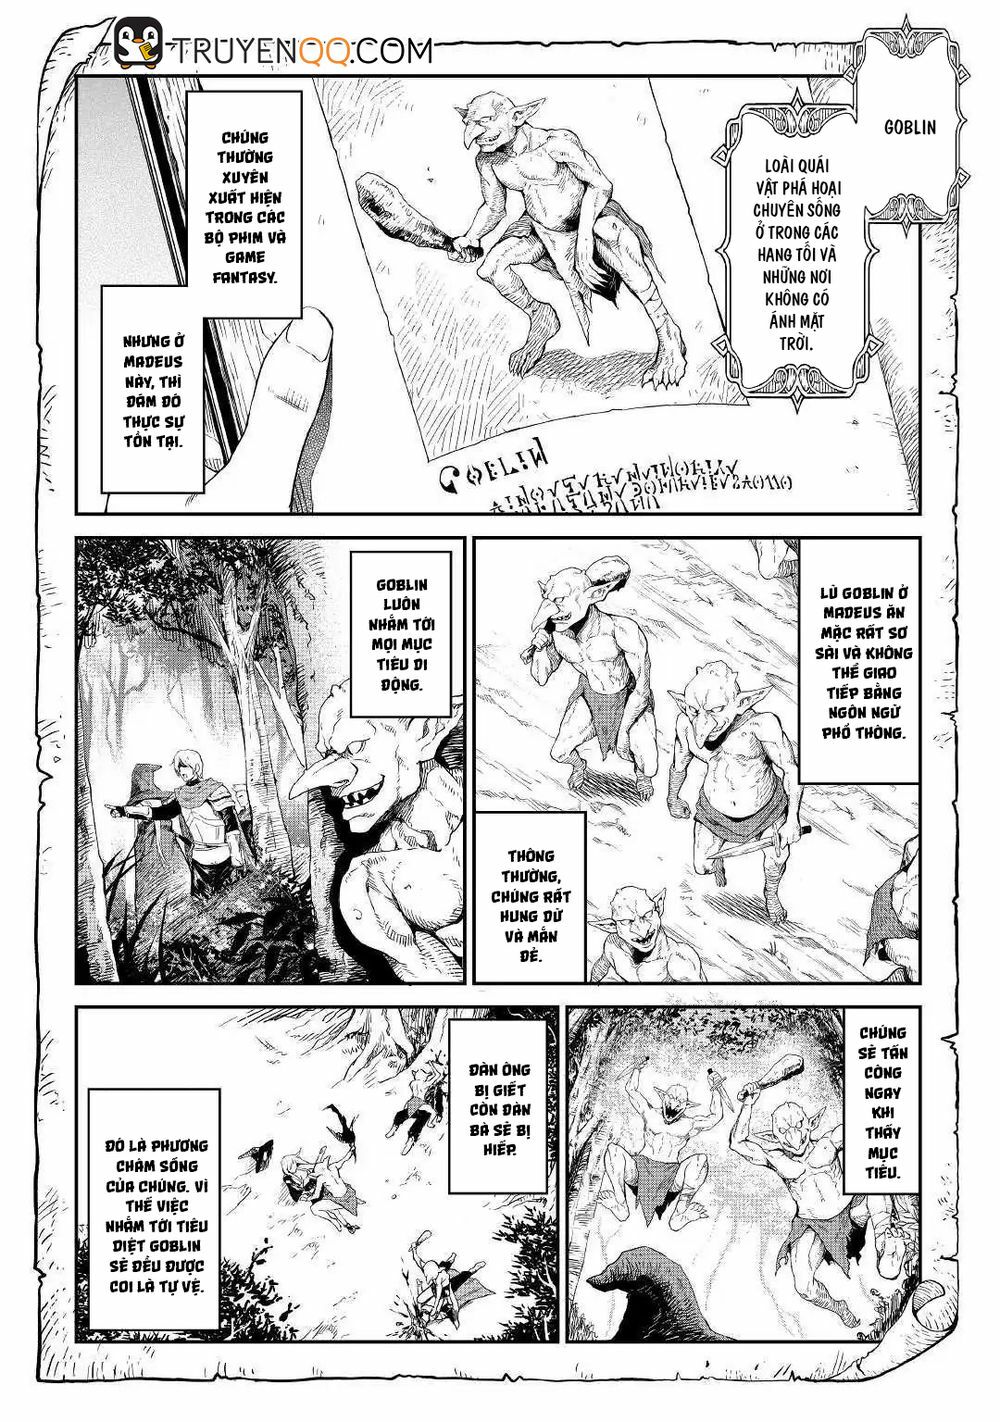 TRUYENQQ.COM
GOBLIN
LOÀI QUÁI
VẬT PHÁ HOẠI
CHUYÊN SỐNG
Ở TRONG CÁC
HANG TỐI VÀ
NHỮNG NƠI
KHÔNG CÓ
ÁNH MẶT
TRỜI.
CHÚNG
THƯỜNG
XUYÊN
XUẤT HIỆN
TRONG CÁC
BỘ PHIM VÀ
GAME
FANTASY.
NHƯNG Ở
MADEUS
NÀY, THÌ
ĐÁM ĐÓ
THỰC SỰ
TỒN TẠI.
GOBLIN
LŨ GOBLIN Ở
MADEUS ĂN
MẶC RẤT SƠ
SÀI VÀ KHÔNG
THỂ GIAO
TIẾP BẰNG
NGÔN NGỮ
PHỔ THÔNG.
THÔNG
THƯỜNG,
CHÚNG RẤT
HUNG DỮ
VÀ MẮN
ĐẺ.
GOBLIN
LUÔN
NHẮM TỚI
MỌI MỤC
TIÊU DI
ĐỘNG.
CHÚNG
SẼ TẤN
CÔNG
NGAY
KHI
THẤY
MỤC
TIÊU.
ĐÀN ÔNG
BỊ GIẾT
CÒN ĐÀN
BÀ SẼ BỊ
HIẾP.
ĐÓ LÀ PHƯƠNG
CHÂM SỐNG
CỦA CHÚNG. VÌ
THẾ VIỆC
NHẮM TỚI TIÊU
DIỆT GOBLIN
SẼ ĐỀU ĐƯỢC
COI LÀ TỰ VỆ.